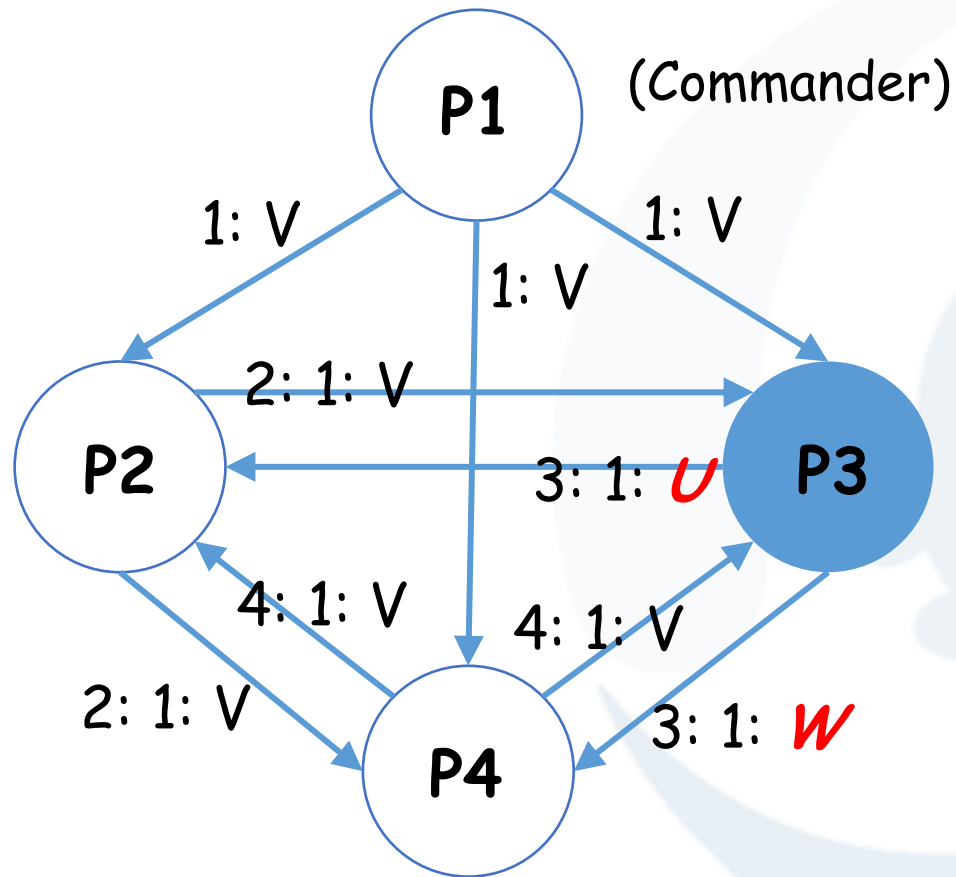 P1
(Commander)
1: V
1: V
1: V
2: 1: V
P2
3: 1: U
P3
4: 1: V
4: 1: V
2: 1: V
3: 1: W
P4